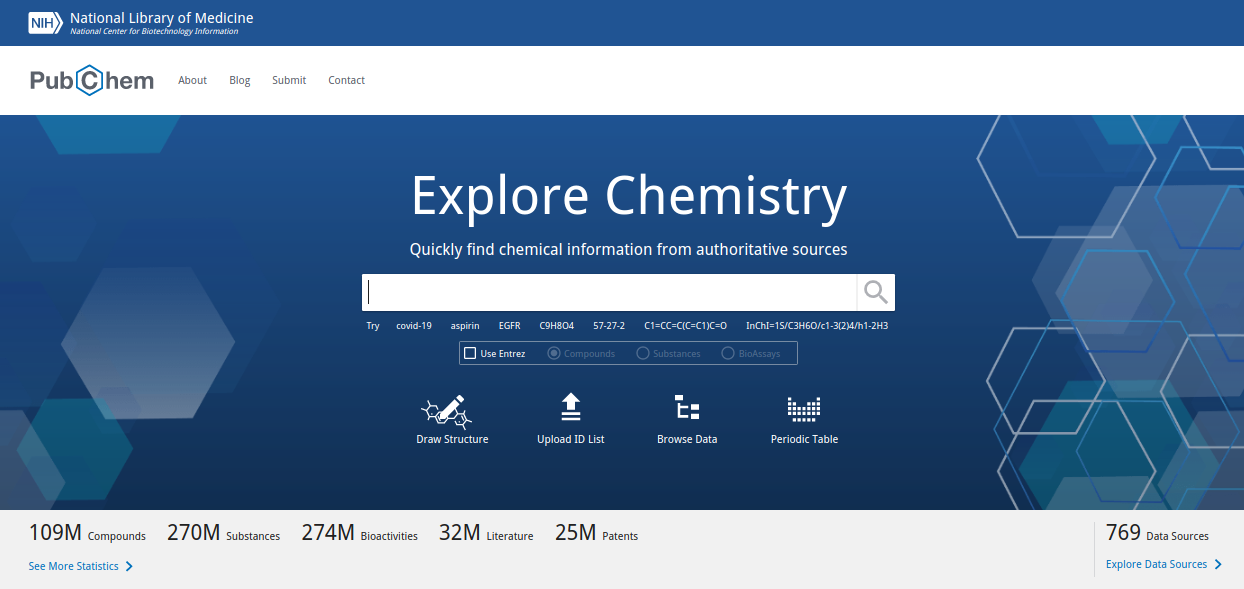 NIH National Library of Medicine
National Center for Biotechnology Information
PubChem About Blog Submit Contact
Explore Chemistry
Quickly find chemical information from authoritative sources
Try covid-19 aspirin EGFR C9H8O4 57-27-2 C1=CC=C(C=C1)C=O InChI=1S/C3H6O/c1-3(2)4/h1-2H3
Use Entrez Compounds Substances BioAssays
Draw Structure Upload ID List Browse Data Periodic Table
109M Compounds 270M Substances 274M Bioactivities 32M Literature 25M Patents 769 Data Sources
See More Statistics Explore Data Sources